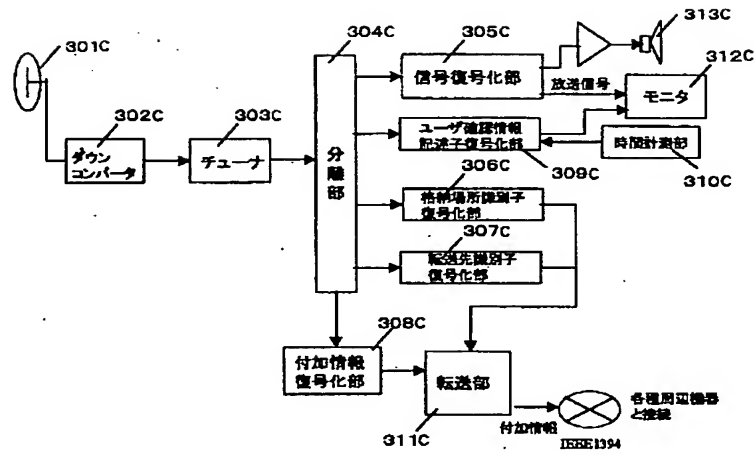 301C
302C
ダウン
コンバータ
303C
チューナ
304C
分離部
305C
信号復号化部
313C
312C
モニタ
放送信号
ユーザ確認情報
記述子復号化部
309C
時間計測部
310C
306C
格納場所識別子
復号化部
307C
転送先識別子
復号化部
308C
付加情報
復号化部
転送部
311C
付加情報
IEEE1394
各種周辺機器
と接続